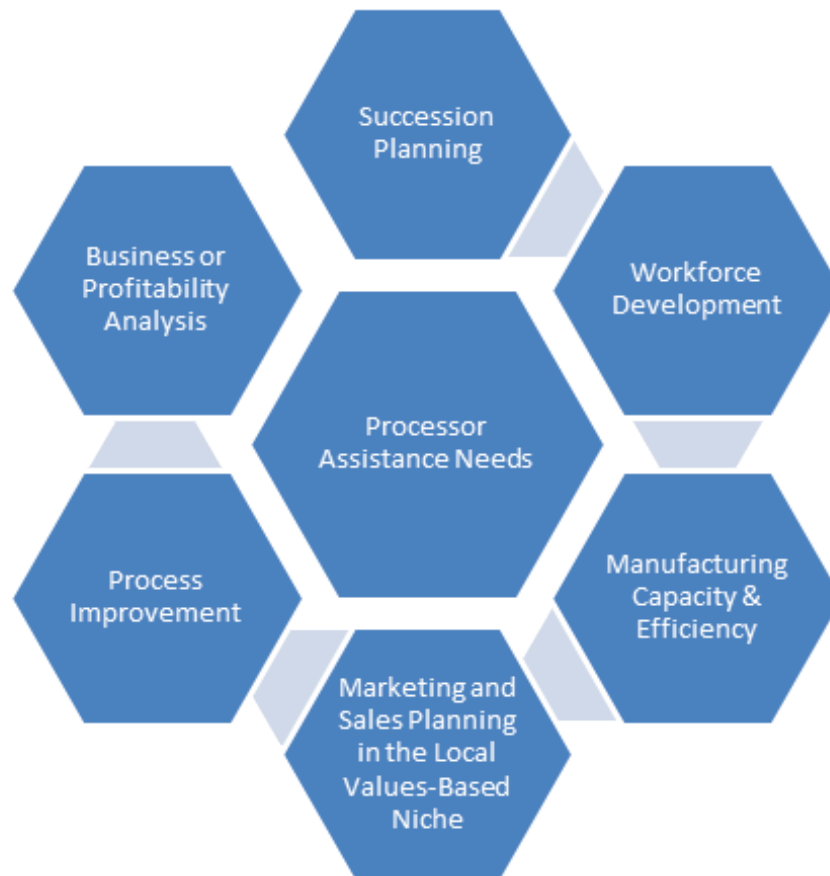 Succession
Planning
Business or
Profitability
Analysis
Workforce
Development
Processor
Assistance Needs
Process
Improvement
Manufacturing
Capacity &
Efficiency
Marketing and
Sales Planning
in the Local
Values-Based
Niche